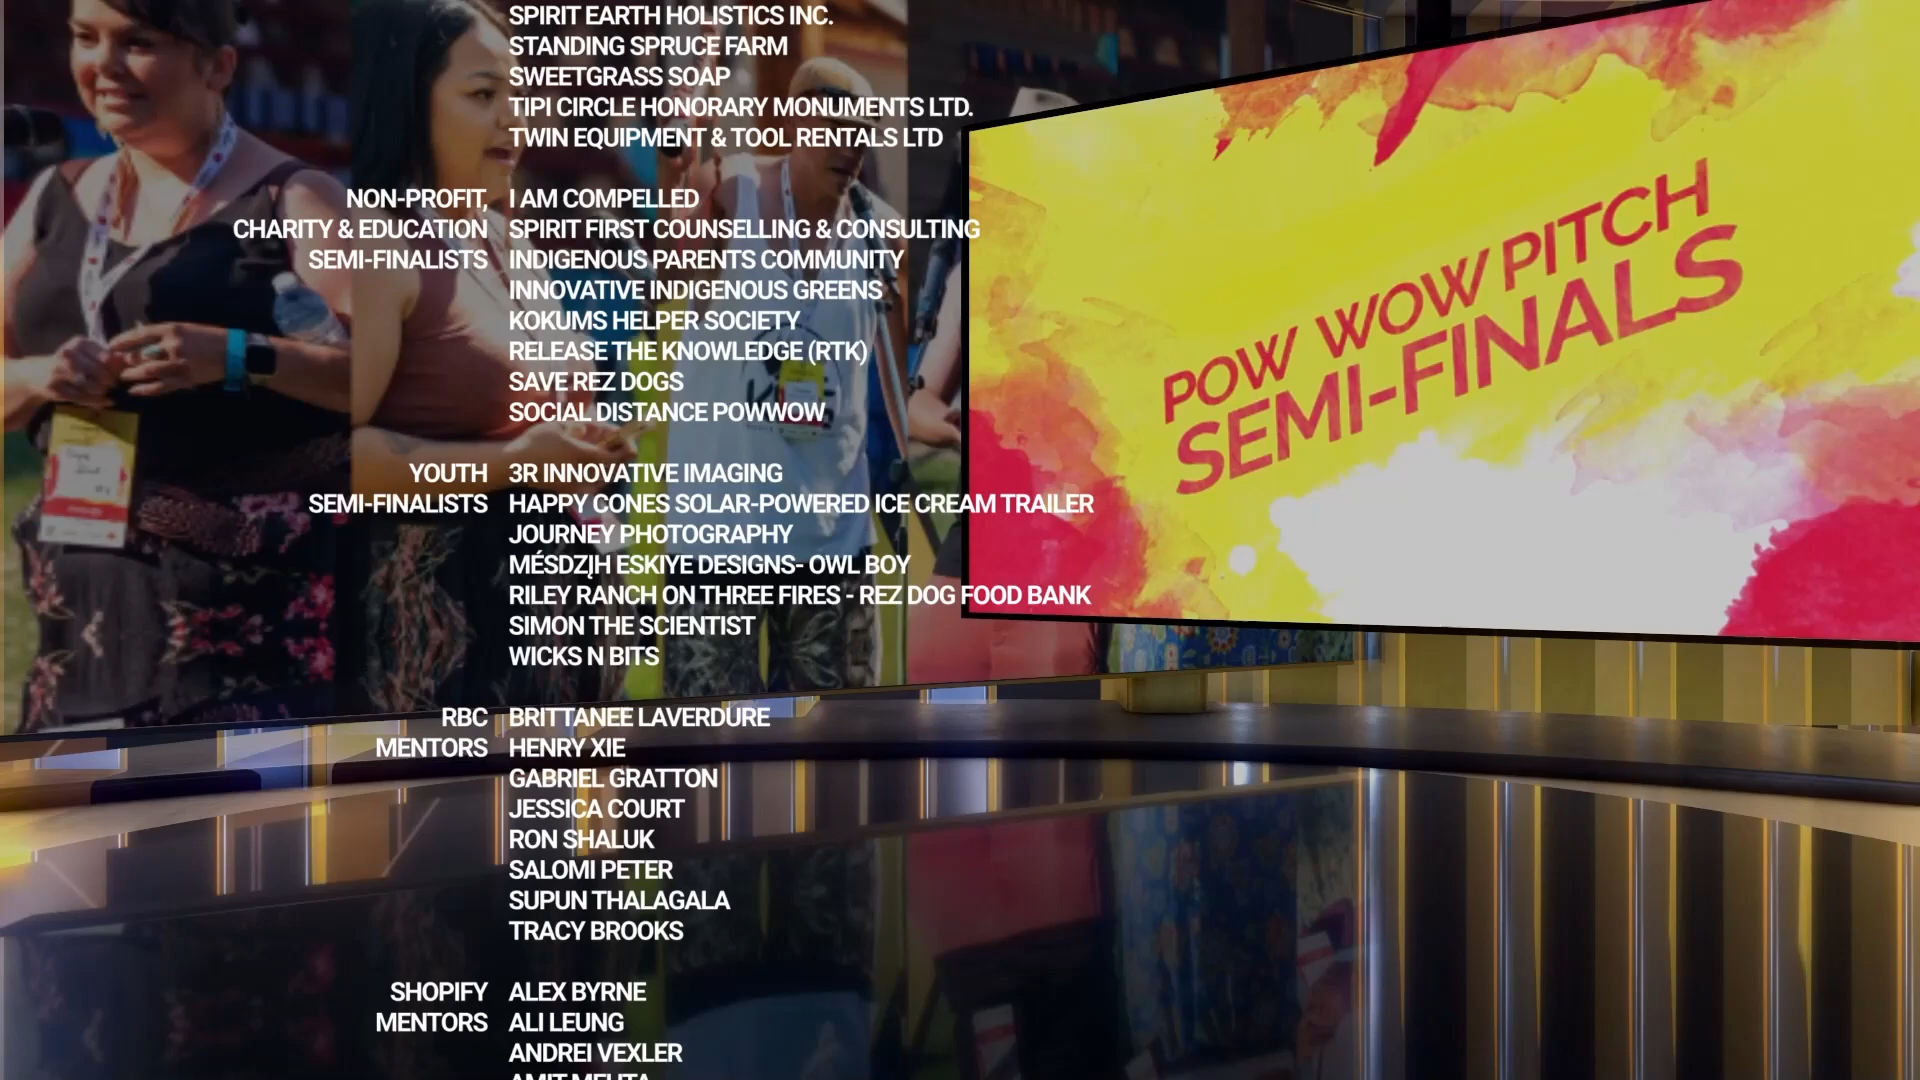 SPIRIT EARTH HOLISTICS INC.
STANDING SPRUCE FARM
SWEETGRASS SOAP
TIPI CIRCLE HONORARY MONUMENTS LTD.
TWIN EQUIPMENT & TOOL RENTALS LTD
NON-PROFIT, I AM COMPELLED
CHARITY & EDUCATION SPIRIT FIRST COUNSELLING & CONSULTING
SEMI-FINALISTS INDIGENOUS PARENTS COMMUNITY
INNOVATIVE INDIGENOUS GREENS
KOKUMS HELPER SOCIETY
RELEASE THE KNOWLEDGE (RTK)
SAVE REZ DOGS
SOCIAL DISTANCE POWWOW
YOUTH 3R INNOVATIVE IMAGING
SEMI-FINALISTS HAPPY CONES SOLAR-POWERED ICE CREAM TRAILER
JOURNEY PHOTOGRAPHY
MÉSDZĮH ESKIYE DESIGNS- OWL BOY
RILEY RANCH ON THREE FIRES - REZ DOG FOOD BANK
SIMON THE SCIENTIST
WICKS N BITS
RBC BRITTANEE LAVERDURE
MENTORS HENRY XIE
GABRIEL GRATTON
JESSICA COURT
RON SHALUK
SALOMI PETER
SUPUN THALAGALA
TRACY BROOKS
SHOPIFY ALEX BYRNE
MENTORS ALI LEUNG
ANDREI VEXLER
AMIT MEHTA
POW WOW PITCH
SEMI-FINALS